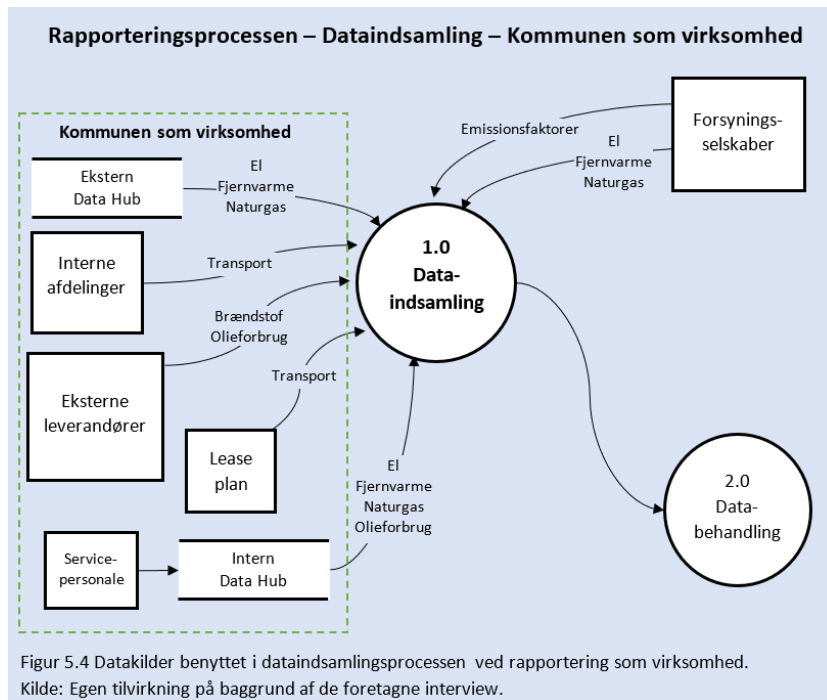 Rapporteringsprocessen – Dataindsamling – Kommunen som virksomhed
Kommunen som virksomhed
Ekstern
Data Hub
El
Fjernvarme
Naturgas
Interne
afdelinger
Transport
Brændstof
Olieforbrug
Eksterne
leverandører
Transport
Lease
plan
Service-
personale
Intern
Data Hub
El
Fjernvarme
Naturgas
Olieforbrug
1.0
Data-
indsamling
Emissionsfaktorer
El
Fjernvarme
Naturgas
Forsynings-
selskaber
2.0
Data-
behandling
Figur 5.4 Datakilder benyttet i dataindsamlingsprocessen ved rapportering som virksomhed.
Kilde: Egen tilvirkning på baggrund af de foretagne interview.